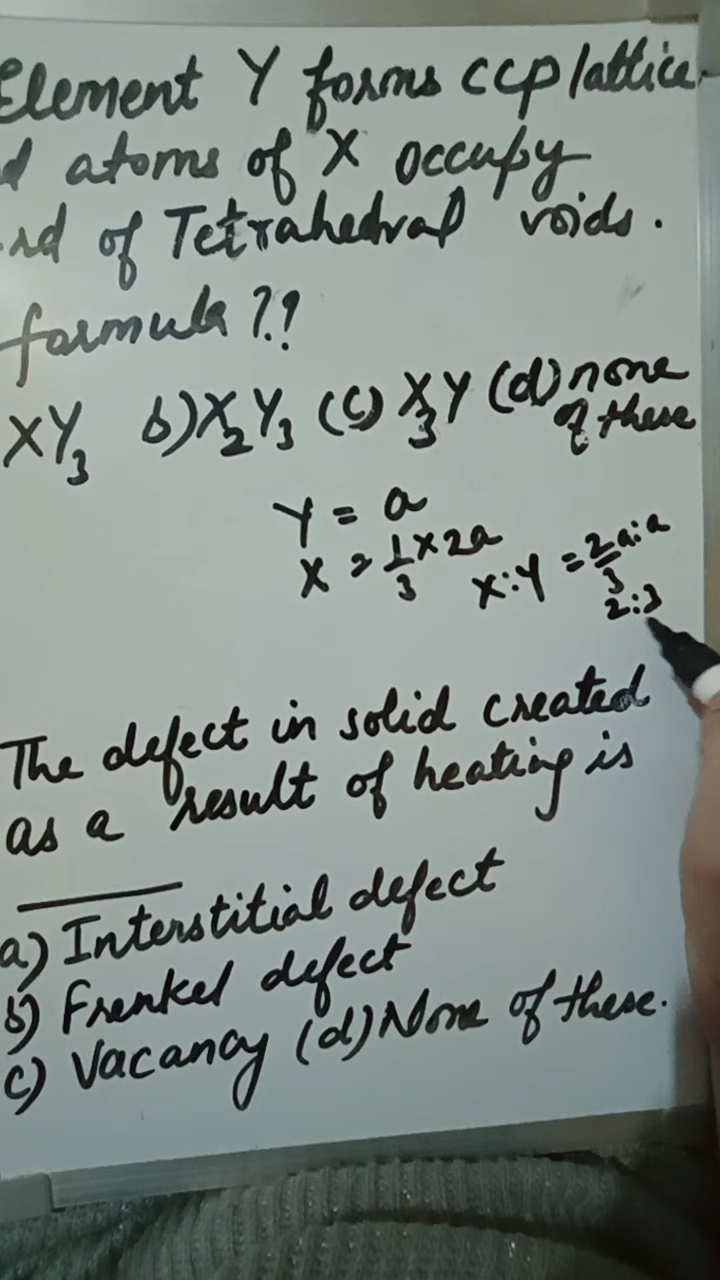 Element Y forms ccp lattice
d atoms of X occupy
rd of Tetrahedral voids.
formula ??
XY3 b) X2Y3 (c) X3Y (d) none of these
Y = a
X = 1/3 × 2a
X:Y = 2/3 a : a
2:3
The defect in solid created
as a result of heating is
a) Interstitial defect
b) Frenkel defect
c) Vacancy (d) None of these.